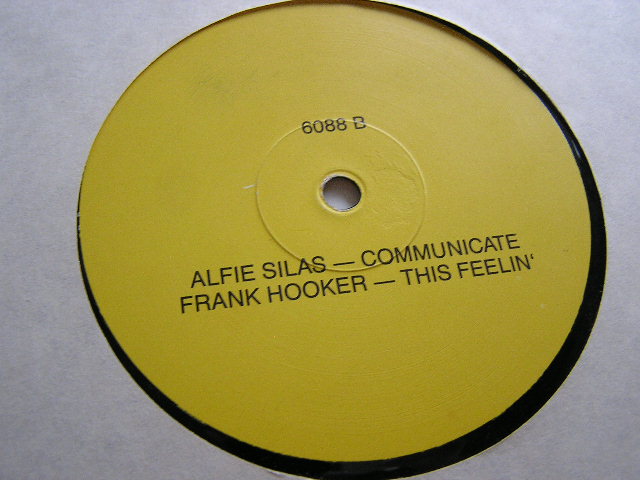 6088 B
ALFIE SILAS — COMMUNICATE
FRANK HOOKER — THIS FEELIN‘